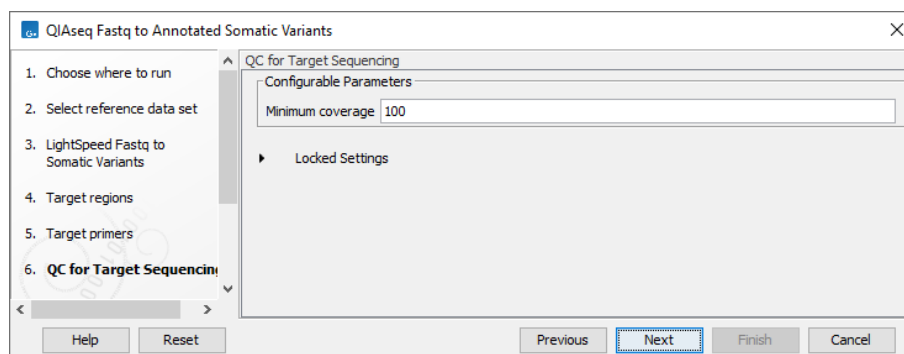 QIAseq Fastq to Annotated Somatic Variants
1. Choose where to run
2. Select reference data set
3. LightSpeed Fastq to
Somatic Variants
4. Target regions
5. Target primers
6. QC for Target Sequencing
QC for Target Sequencing
Configurable Parameters
Minimum coverage 100
Locked Settings
Help Reset Previous Next Finish Cancel